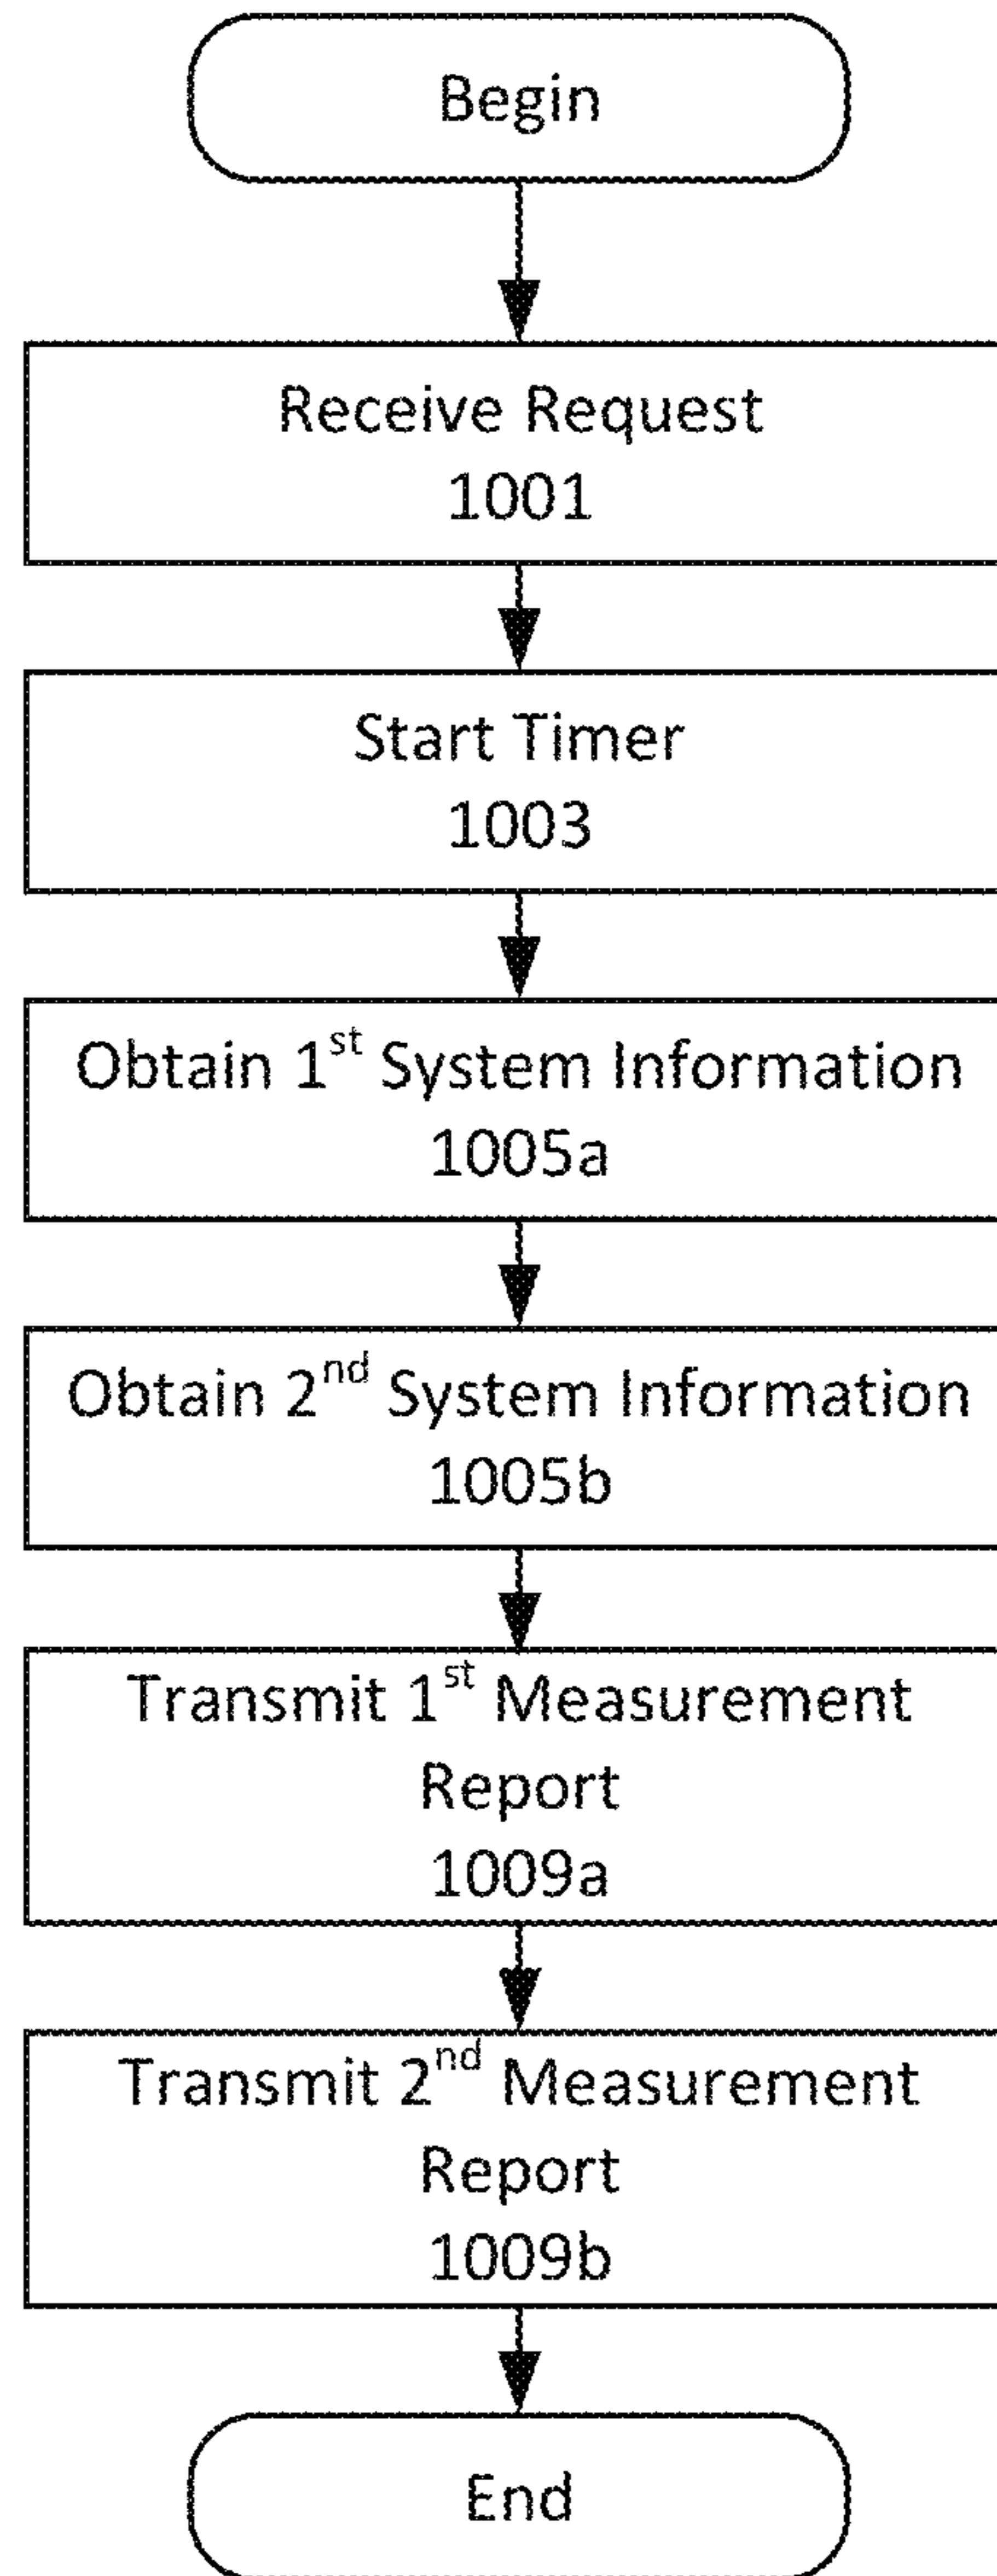 Begin
Receive Request
1001
Start Timer
1003
Obtain 1st System Information
1005a
Obtain 2nd System Information
1005b
Transmit 1st Measurement
Report
1009a
Transmit 2nd Measurement
Report
1009b
End